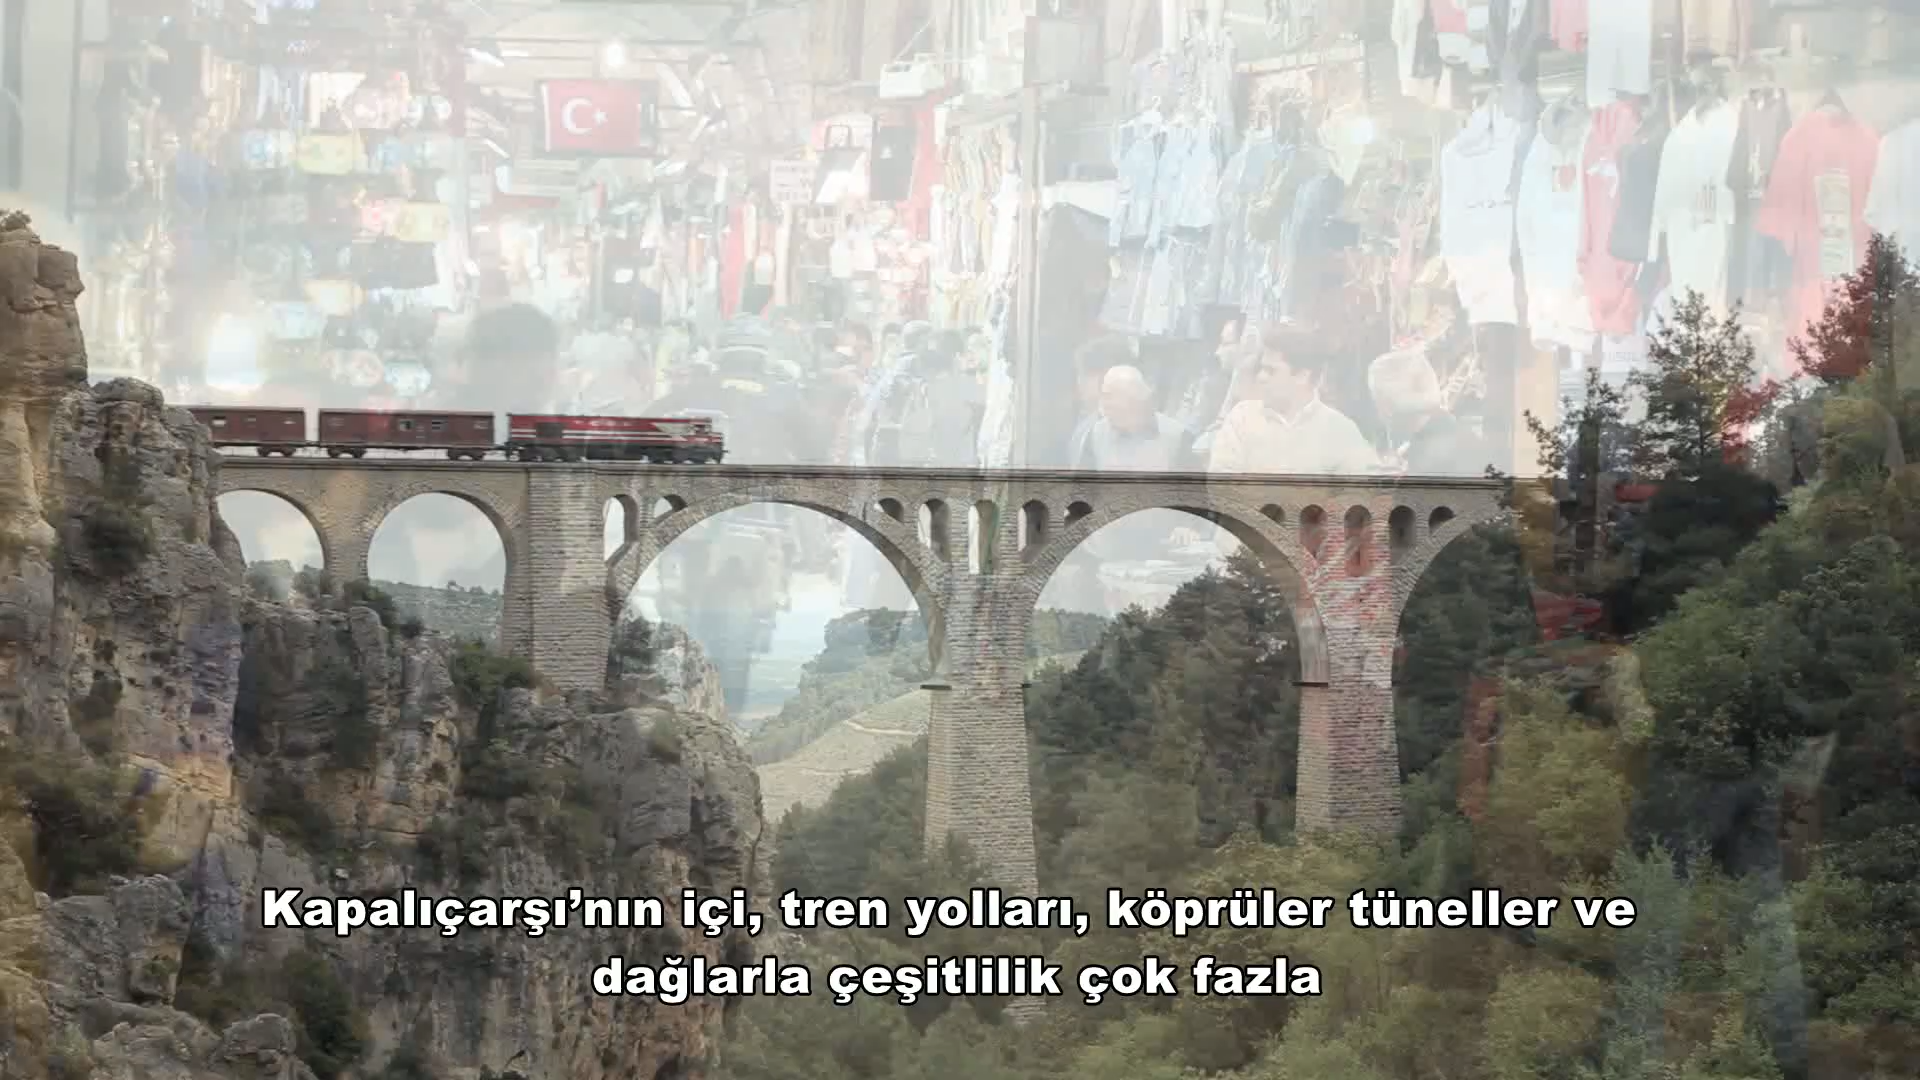 Kapalıçarşı’nın içi, tren yolları, köprüler tüneller ve
dağlarla çeşitlilik çok fazla